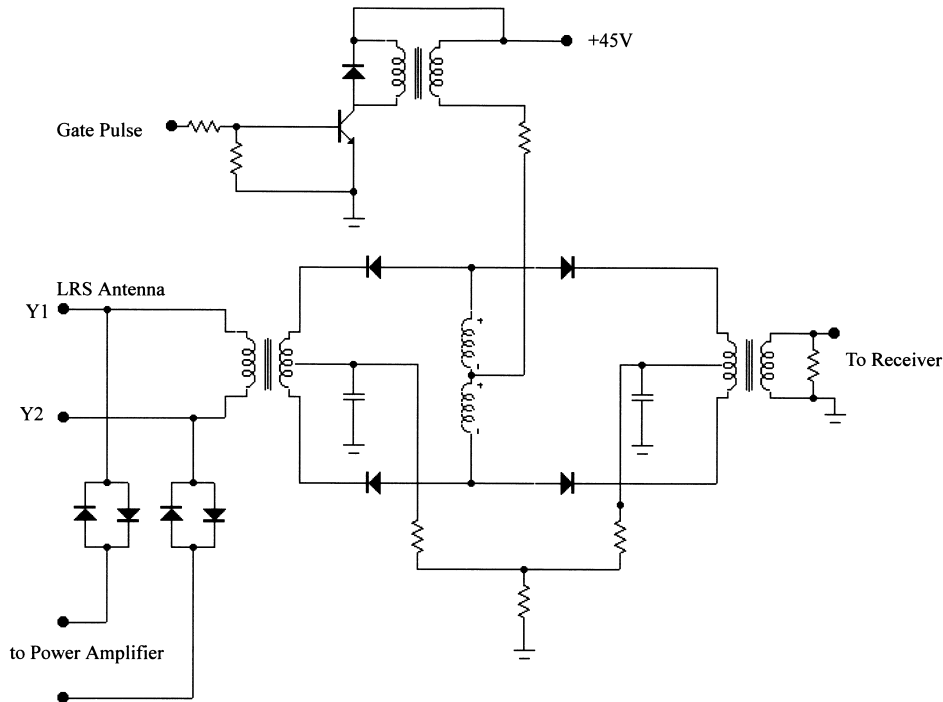 +45V
Gate Pulse
LRS Antenna
Y1
To Receiver
Y2
to Power Amplifier
+
-
+
-